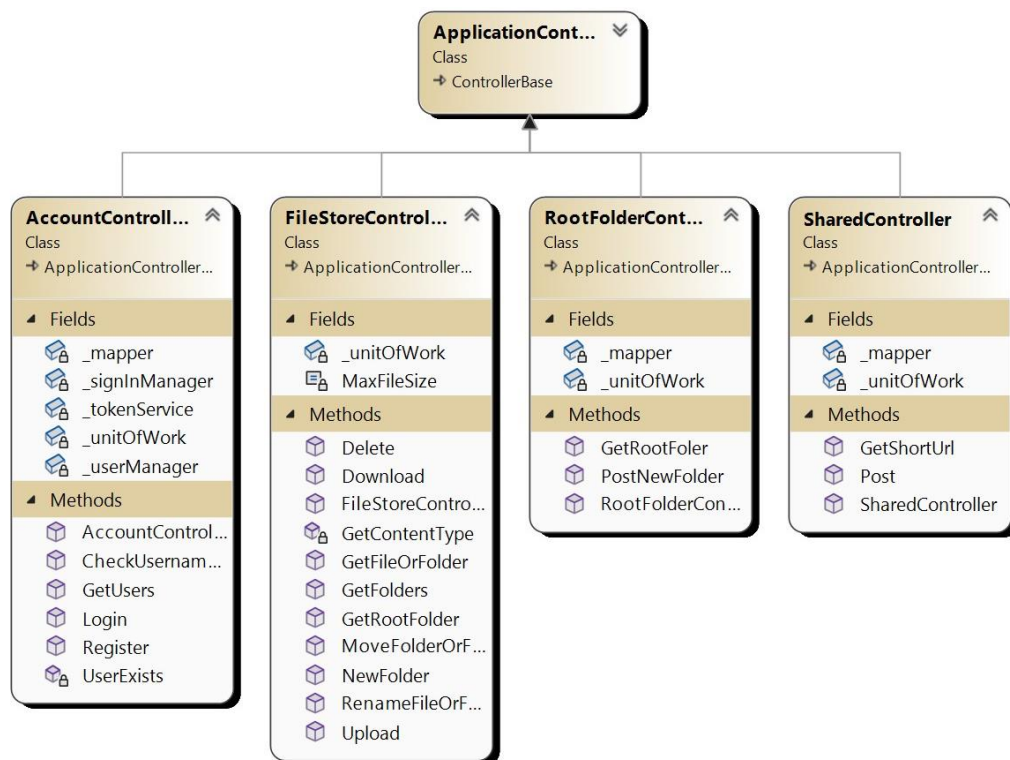 ApplicationCont...
Class
ControllerBase
AccountControll...
Class
ApplicationController...
Fields
_mapper
_signInManager
_tokenService
_unitOfWork
_userManager
Methods
AccountControl...
CheckUsernam...
GetUsers
Login
Register
UserExists
FileStoreControl...
Class
ApplicationController...
Fields
_unitOfWork
MaxFileSize
Methods
Delete
Download
FileStoreContro...
GetContentType
GetFileOrFolder
GetFolders
GetRootFolder
MoveFolderOrF...
NewFolder
RenameFileOrF...
Upload
RootFolderCont...
Class
ApplicationController...
Fields
_mapper
_unitOfWork
Methods
GetRootFoler
PostNewFolder
RootFolderCon...
SharedController
Class
ApplicationController...
Fields
_mapper
_unitOfWork
Methods
GetShortUrl
Post
SharedController